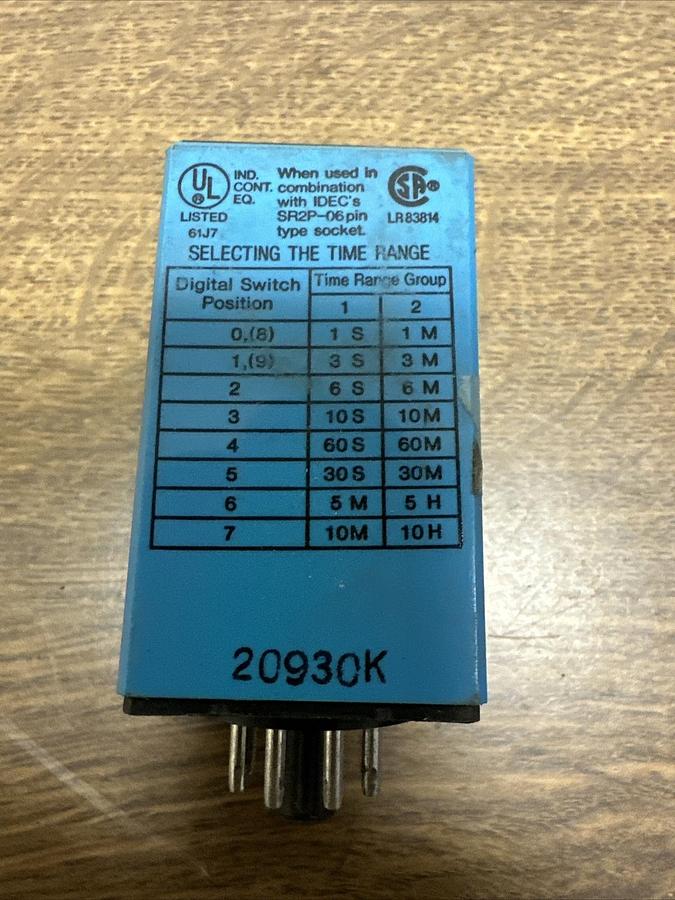 UL® IND. CONT. EQ.
LISTED
61J7
When used in
combination
with IDEC's
SR2P-06 pin
type socket.
SA®
LR83814
SELECTING THE TIME RANGE
Digital Switch Position Time Range Group
1 2
0,(8) 1 S 1 M
1,(9) 3 S 3 M
2 6 S 6 M
3 10 S 10M
4 60 S 60M
5 30 S 30M
6 5 M 5 H
7 10M 10H
20930K